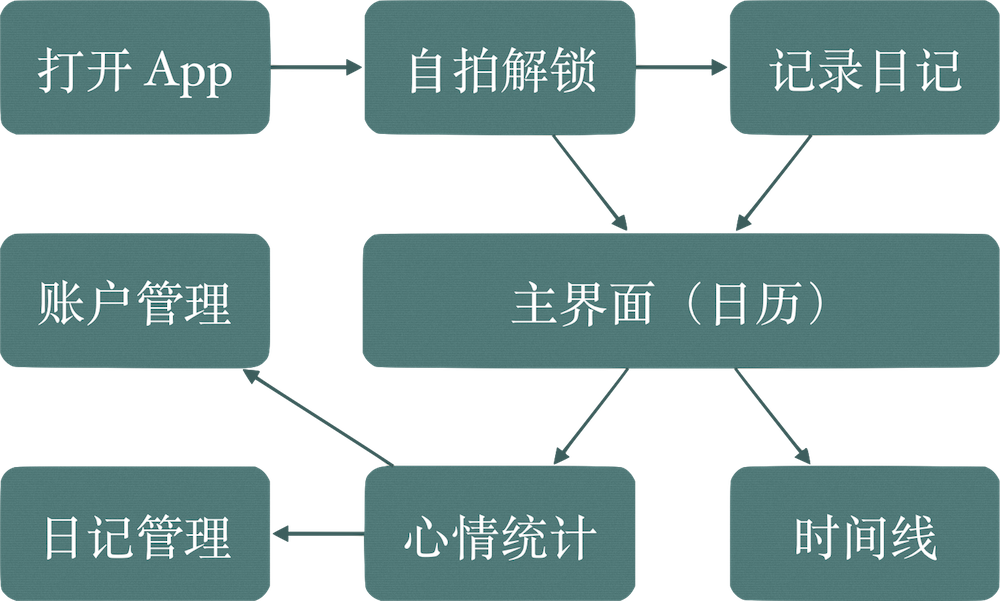 打开 App
自拍解锁
记录日记
账户管理
主界面（日历）
日记管理
心情统计
时间线